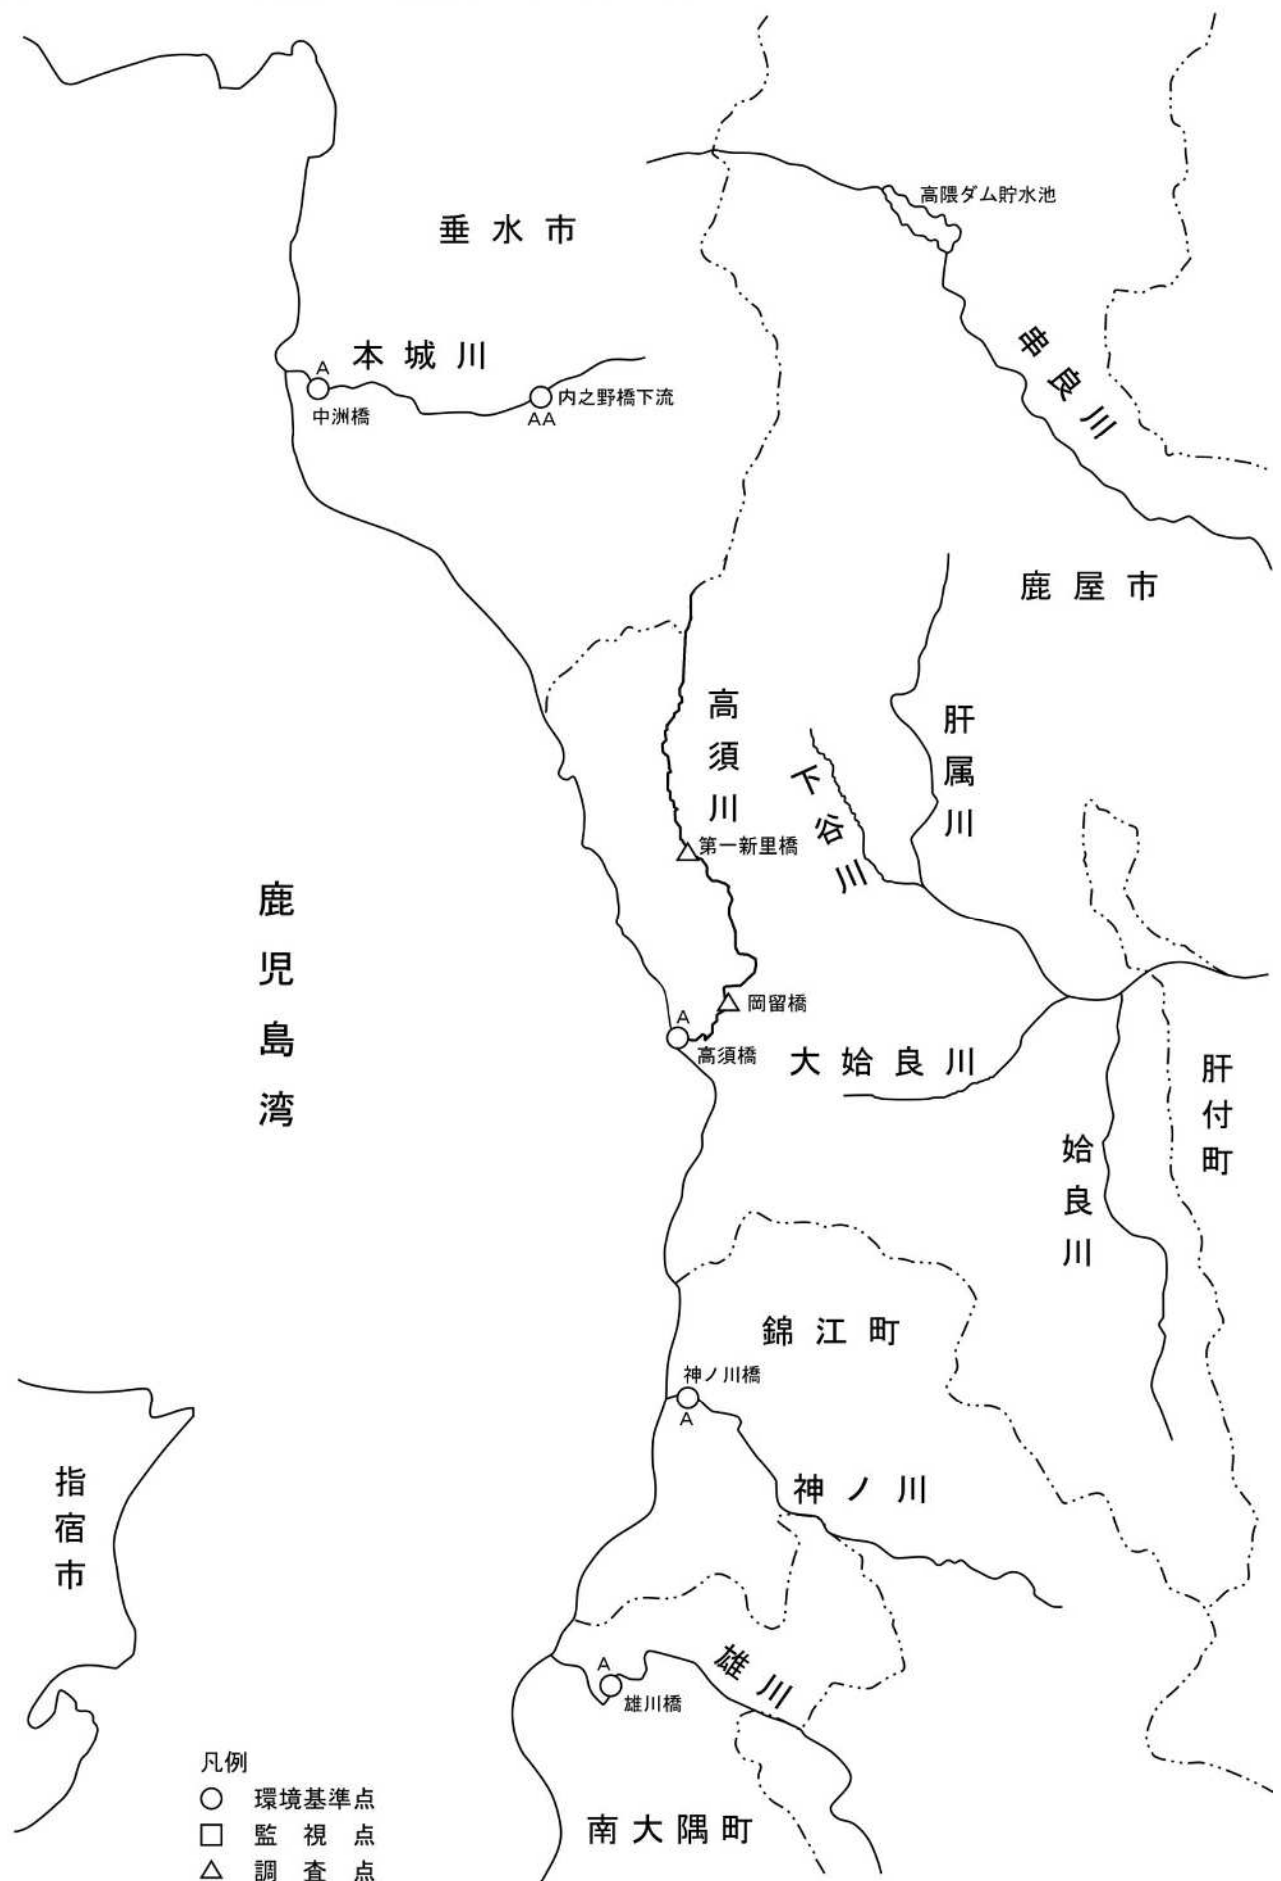 高隈ダム貯水池
垂水市
串良川
本城川
A
中洲橋
内之野橋下流
AA
鹿屋市
高須川
肝属川
下谷川
第一新里橋
鹿児島湾
岡留橋
A
高須橋
大姶良川
肝付町
姶良川
錦江町
神ノ川橋
A
指宿市
神ノ川
雄川
A
雄川橋
凡例
○ 環境基準点
□ 監視点
△ 調査点
南大隅町